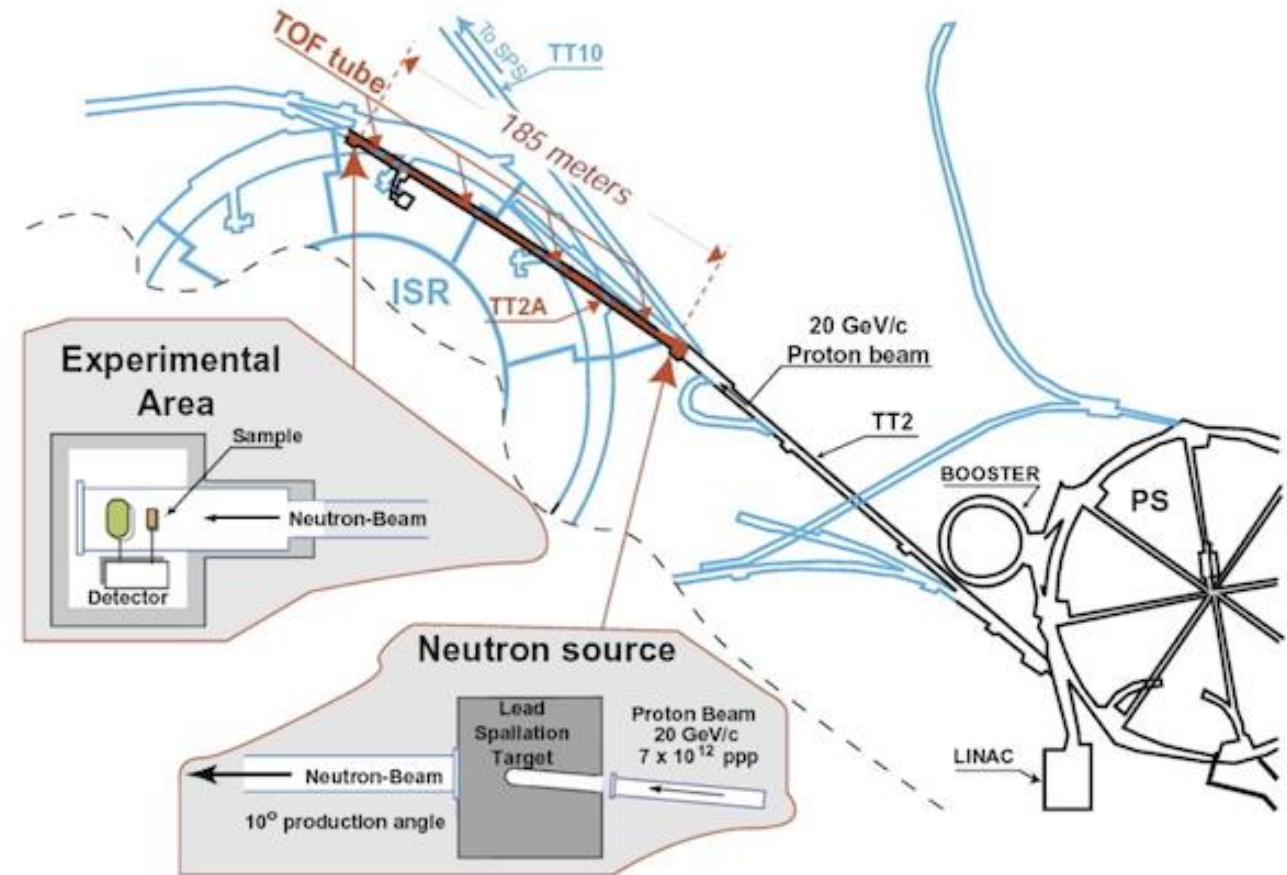 To SPS
TT10
TOF tube
185 meters
ISR
TT2A
20 GeV/c
Proton beam
TT2
BOOSTER
PS
LINAC
Experimental
Area
Sample
Neutron-Beam
Detector
Neutron source
Lead
Spallation
Target
Proton Beam
20 GeV/c
7 x 10¹² ppp
Neutron-Beam
10° production angle